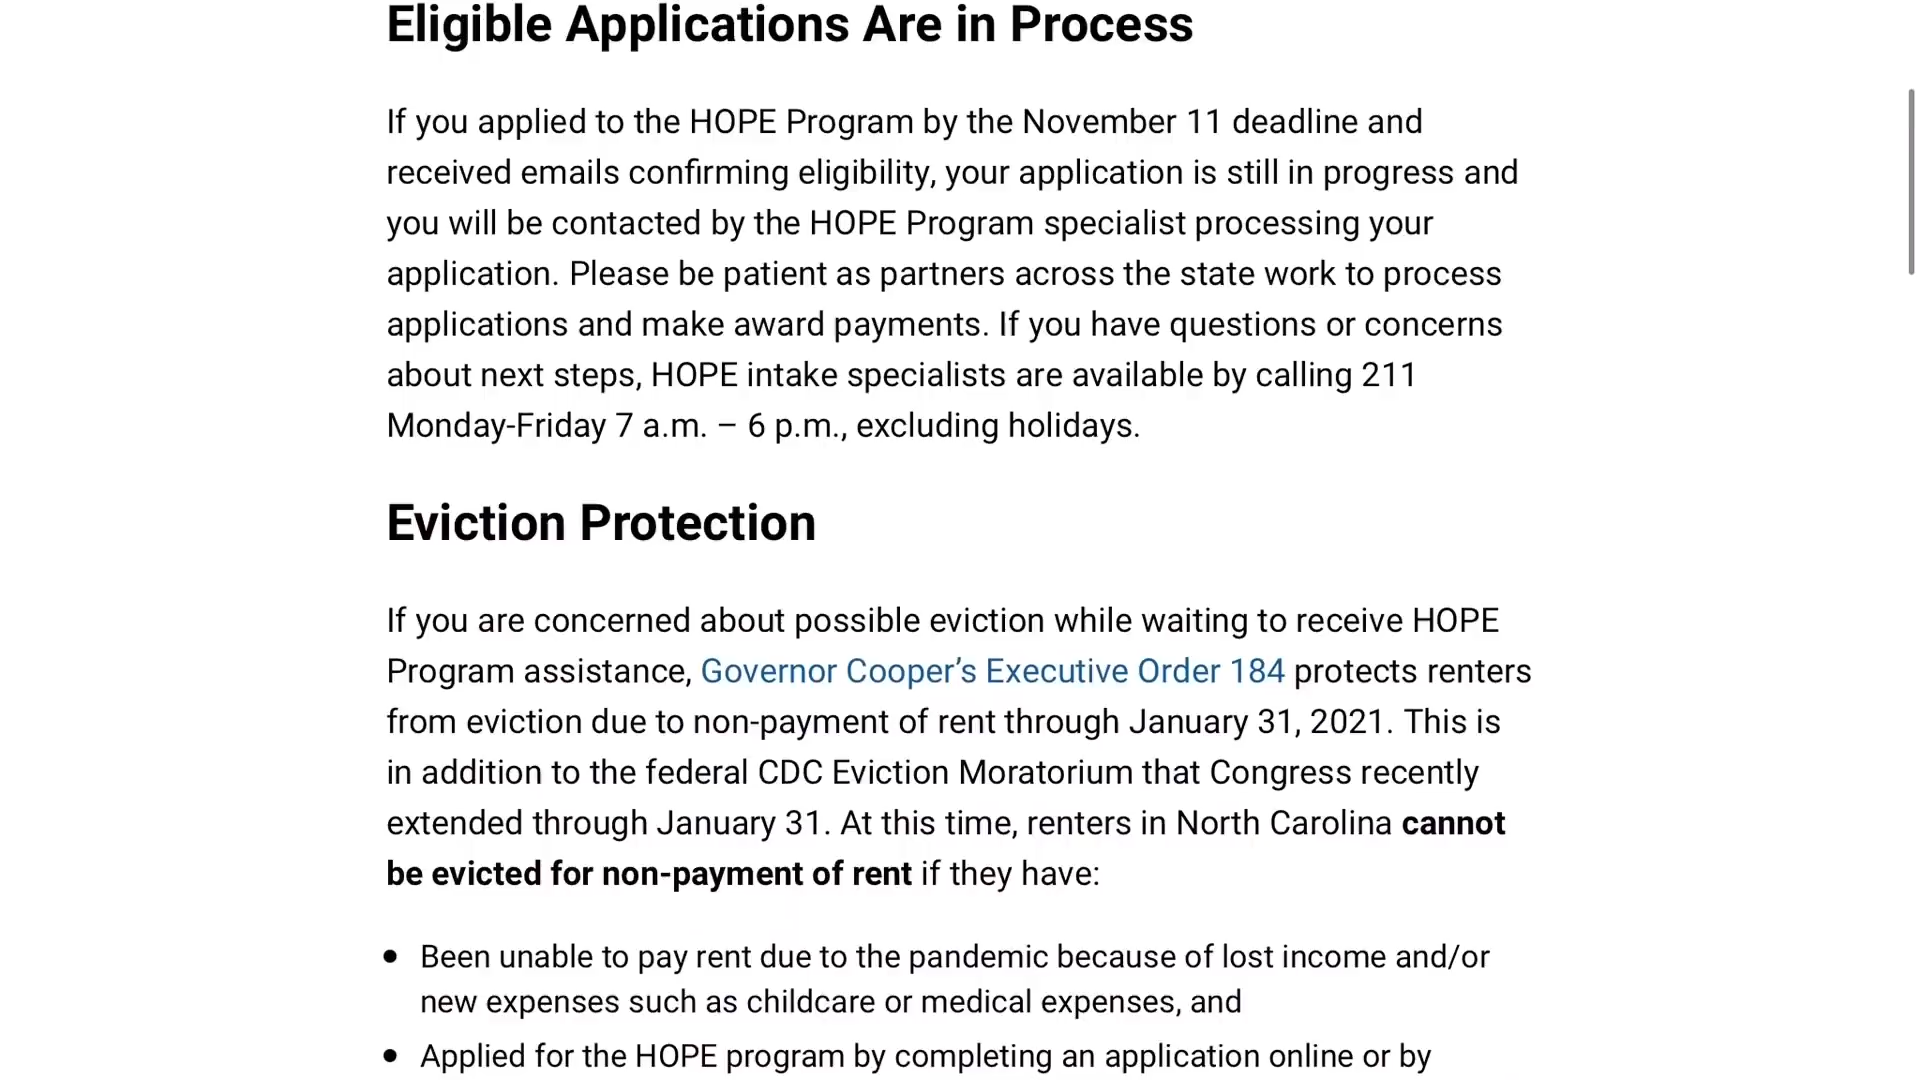 Eligible Applications Are in Process
If you applied to the HOPE Program by the November 11 deadline and
received emails confirming eligibility, your application is still in progress and
you will be contacted by the HOPE Program specialist processing your
application. Please be patient as partners across the state work to process
applications and make award payments. If you have questions or concerns
about next steps, HOPE intake specialists are available by calling 211
Monday-Friday 7 a.m. – 6 p.m., excluding holidays.
Eviction Protection
If you are concerned about possible eviction while waiting to receive HOPE
Program assistance, Governor Cooper’s Executive Order 184 protects renters
from eviction due to non-payment of rent through January 31, 2021. This is
in addition to the federal CDC Eviction Moratorium that Congress recently
extended through January 31. At this time, renters in North Carolina cannot
be evicted for non-payment of rent if they have:
• Been unable to pay rent due to the pandemic because of lost income and/or
new expenses such as childcare or medical expenses, and
• Applied for the HOPE program by completing an application online or by